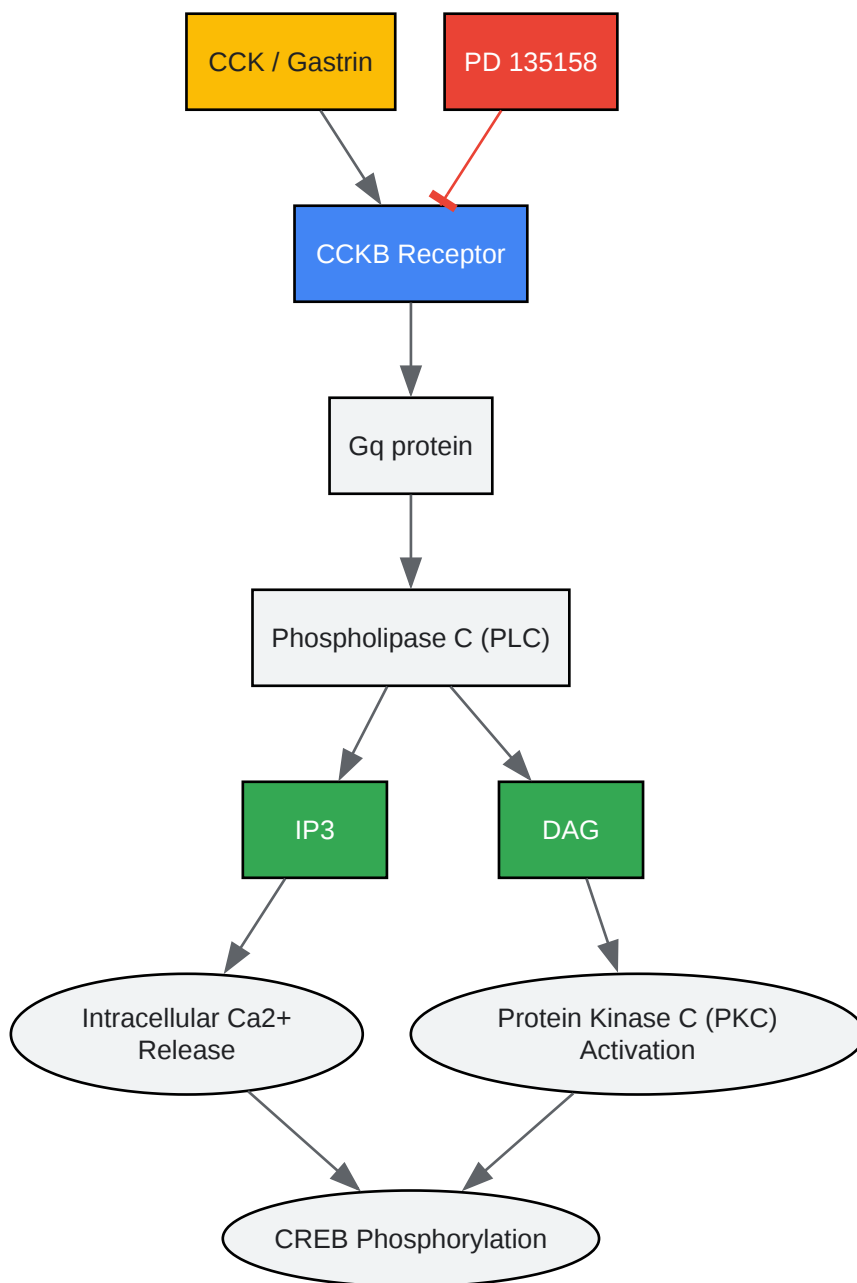 CCK / Gastrin
PD 135158
CCKB Receptor
Gq protein
Phospholipase C (PLC)
IP3
DAG
Intracellular Ca2+
Release
Protein Kinase C (PKC)
Activation
CREB Phosphorylation